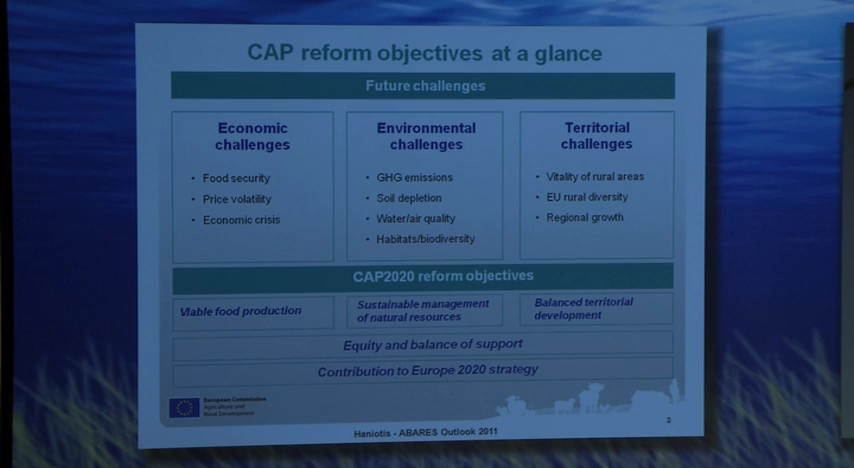 CAP reform objectives at a glance
Future challenges
Economic
challenges
• Food security
• Price volatility
• Economic crisis
Environmental
challenges
• GHG emissions
• Soil depletion
• Water/air quality
• Habitats/biodiversity
Territorial
challenges
• Vitality of rural areas
• EU rural diversity
• Regional growth
CAP2020 reform objectives
Viable food production
Sustainable management
of natural resources
Balanced territorial
development
Equity and balance of support
Contribution to Europe 2020 strategy
European Commission
Agriculture and
Rural Development
Haniotis - ABARES Outlook 2011
3